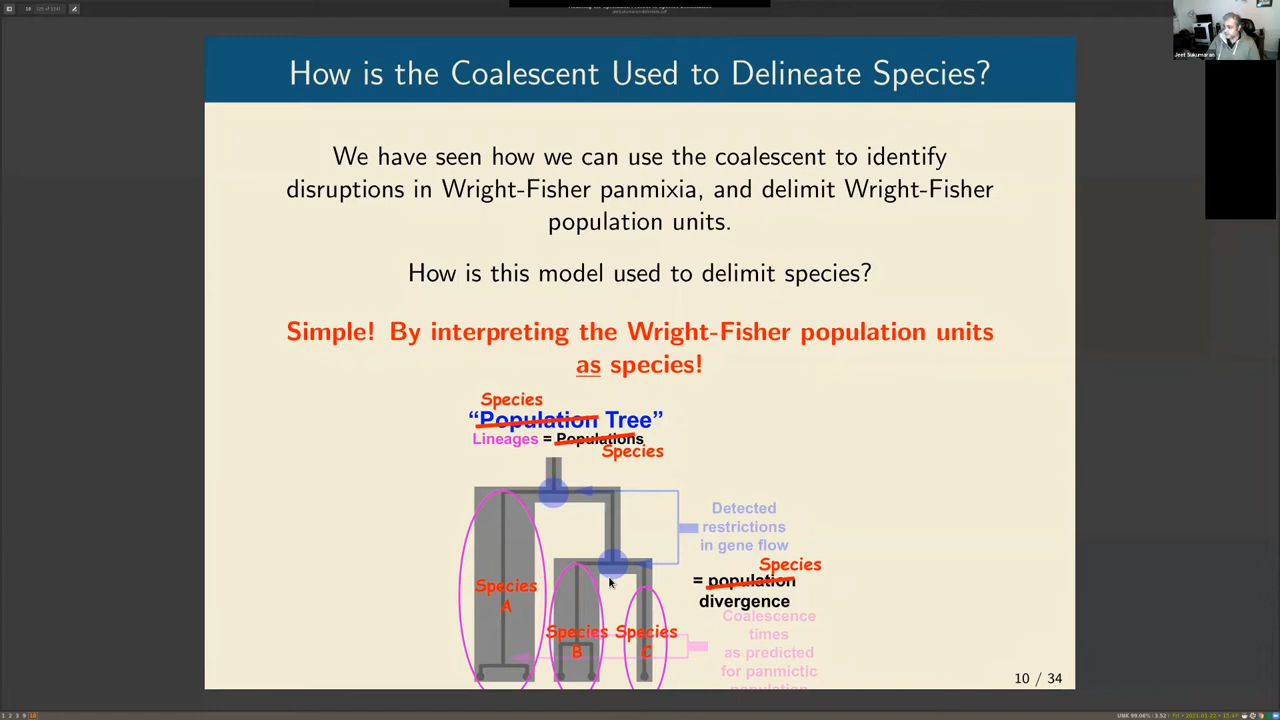 Jeet Sukumaran
How is the Coalescent Used to Delineate Species?
We have seen how we can use the coalescent to identify
disruptions in Wright-Fisher panmixia, and delimit Wright-Fisher
population units.
How is this model used to delimit species?
Simple! By interpreting the Wright-Fisher population units
as species!
Species
“Population Tree”
Lineages = Populations
Species
Detected
restrictions
in gene flow
Species
= population
divergence
Species
A
Species
B
Species
C
Coalescence
times
as predicted
for panmictic
population
10 / 34